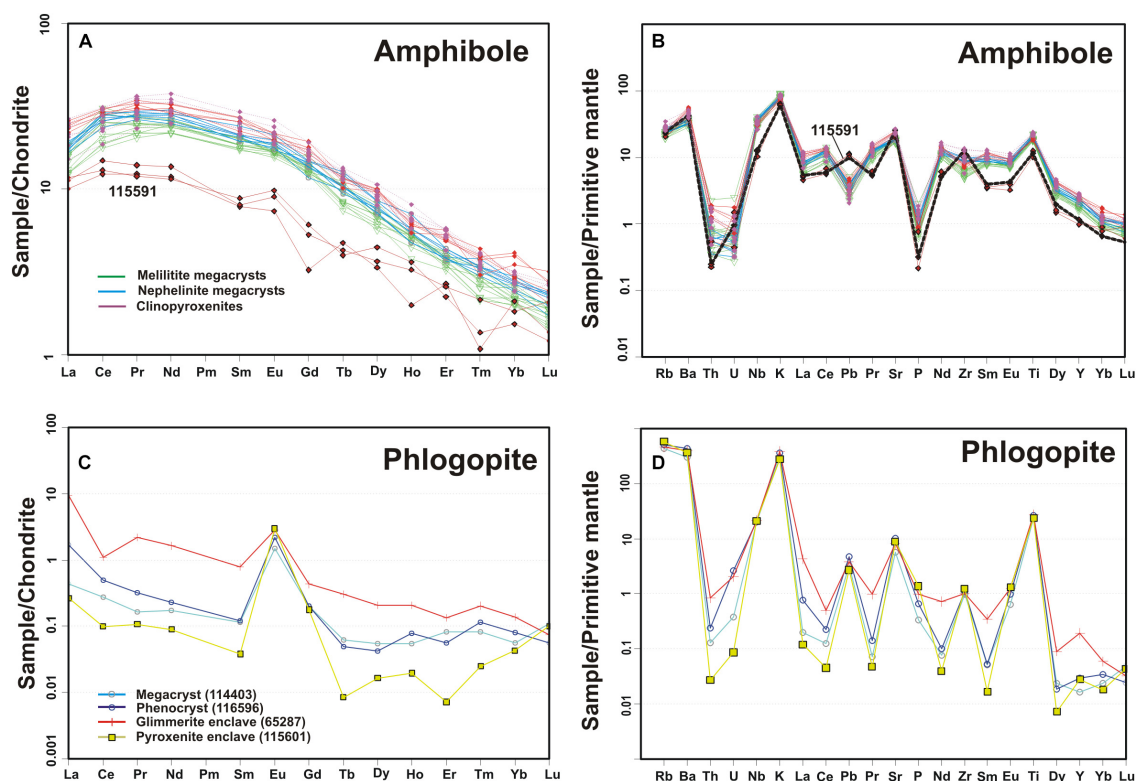 A
Amphibole
Sample/Chondrite
100
10
1
115591
Melilitite megacrysts
Nephelinite megacrysts
Clinopyroxenites
La Ce Pr Nd Pm Sm Eu Gd Tb Dy Ho Er Tm Yb Lu
B
Amphibole
Sample/Primitive mantle
100
10
1
0.1
0.01
115591
Rb Ba Th U Nb K La Ce Pb Pr Sr P Nd Zr Sm Eu Ti Dy Y Yb Lu
C
Phlogopite
Sample/Chondrite
100
10
1
0.1
0.01
0.001
Megacryst (114403)
Phenocryst (116596)
Glimmerite enclave (65287)
Pyroxenite enclave (115601)
La Ce Pr Nd Pm Sm Eu Gd Tb Dy Ho Er Tm Yb Lu
D
Phlogopite
Sample/Primitive mantle
100
10
1
0.1
0.01
Rb Ba Th U Nb K La Ce Pb Pr Sr P Nd Zr Sm Eu Ti Dy Y Yb Lu